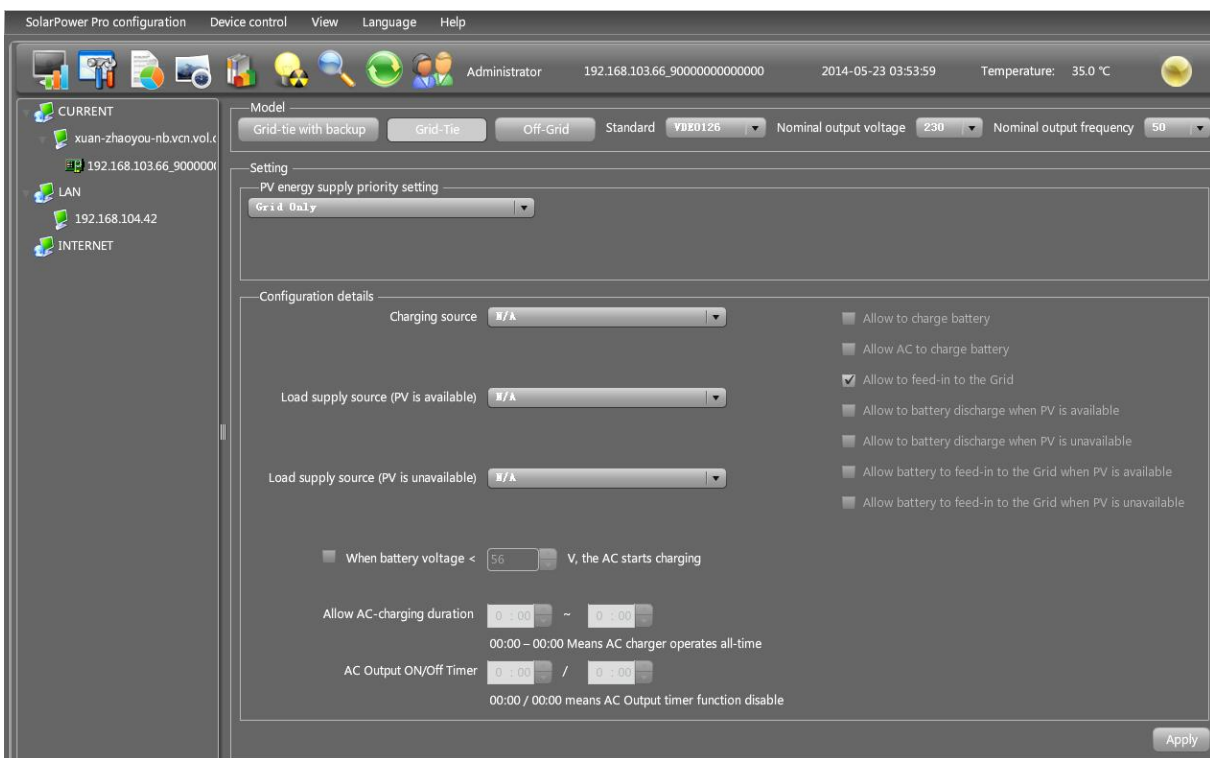 SolarPower Pro configuration Device control View Language Help
Administrator 192.168.103.66_90000000000000 2014-05-23 03:53:59 Temperature: 35.0 ℃
CURRENT
xuan-zhaoyou-nb.vcn.vol.c
192.168.103.66_900000(
LAN
192.168.104.42
INTERNET
Model
Grid-tie with backup Grid-Tie Off-Grid Standard VDE0126 Nominal output voltage 230 Nominal output frequency 50
Setting
PV energy supply priority setting
Grid Only
Configuration details
Charging source N/A
Load supply source (PV is available) N/A
Load supply source (PV is unavailable) N/A
Allow to charge battery
Allow AC to charge battery
Allow to feed-in to the Grid
Allow to battery discharge when PV is available
Allow to battery discharge when PV is unavailable
Allow battery to feed-in to the Grid when PV is available
Allow battery to feed-in to the Grid when PV is unavailable
When battery voltage < 56 V, the AC starts charging
Allow AC-charging duration 0 : 00 ~ 0 : 00
00:00 – 00:00 Means AC charger operates all-time
AC Output ON/Off Timer 0 : 00 / 0 : 00
00:00 / 00:00 means AC Output timer function disable
Apply